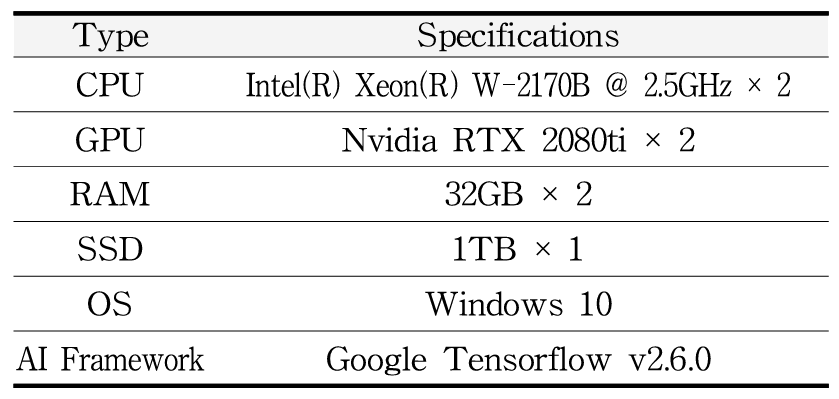 Type Specifications
CPU Intel(R) Xeon(R) W-2170B @ 2.5GHz × 2
GPU Nvidia RTX 2080ti × 2
RAM 32GB × 2
SSD 1TB × 1
OS Windows 10
AI Framework Google Tensorflow v2.6.0